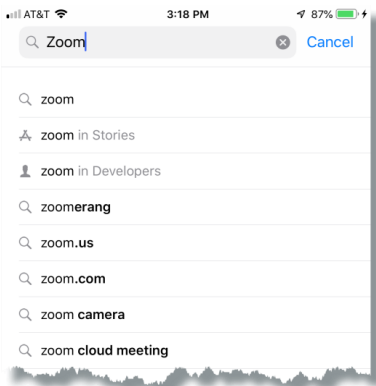 AT&T 3:18 PM 87%
Zoom Cancel
zoom
zoom in Stories
zoom in Developers
zoomerang
zoom.us
zoom.com
zoom camera
zoom cloud meeting